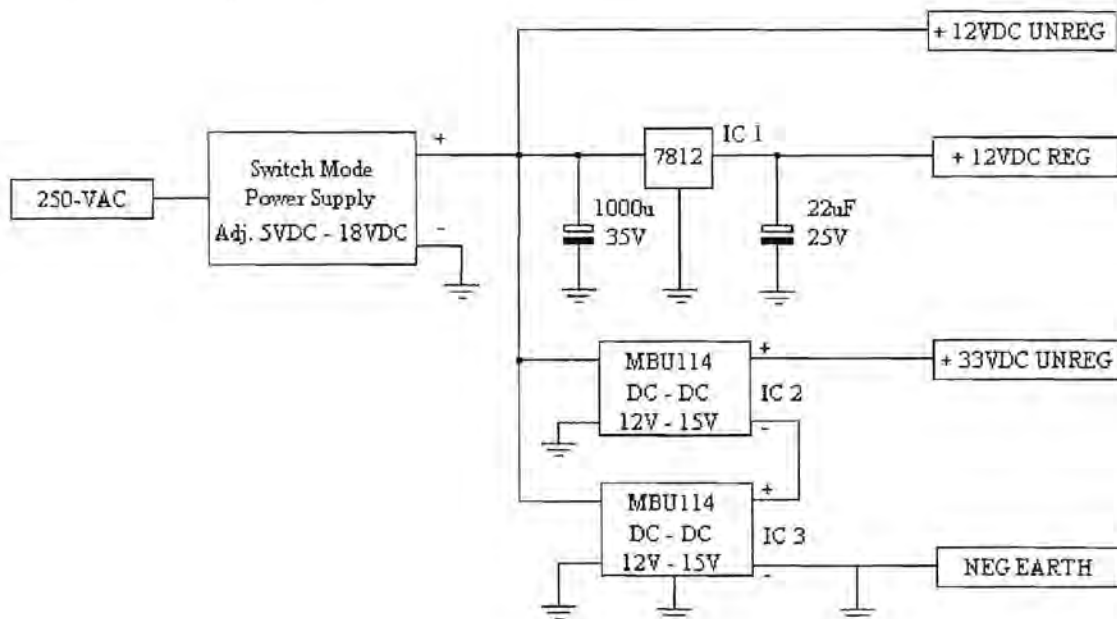 + 12VDC UNREG
+
IC 1
7812
+ 12VDC REG
Switch Mode
Power Supply
Adj. 5VDC - 18VDC
-
250-VAC
1000u
35V
22uF
25V
MBU114
DC - DC
12V - 15V
+
-
IC 2
+ 33VDC UNREG
MBU114
DC - DC
12V - 15V
+
-
IC 3
NEG EARTH